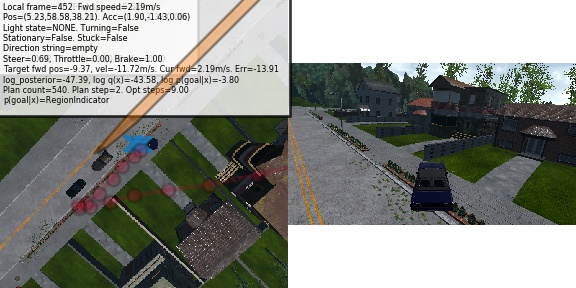 Local frame=452. Fwd speed=2.19m/s
Pos=(5.23,58.58,38.21). Acc=(1.90,-1.43,0.06)
Light state=NONE. Turning=False.
Stationary=False. Stuck=False
Direction string=empty
Steer=0.69, Throttle=0.00, Brake=1.00
Target fwd pos=-9.37, vel=-11.72m/s. Cur fwd=2.19m/s. Err=-13.91
log_posterior=-47.39, log q(x)=-43.58, log p(goal|x)=-3.80
Plan count=540. Plan step=2. Opt steps=9.00
p(goal|x)=RegionIndicator